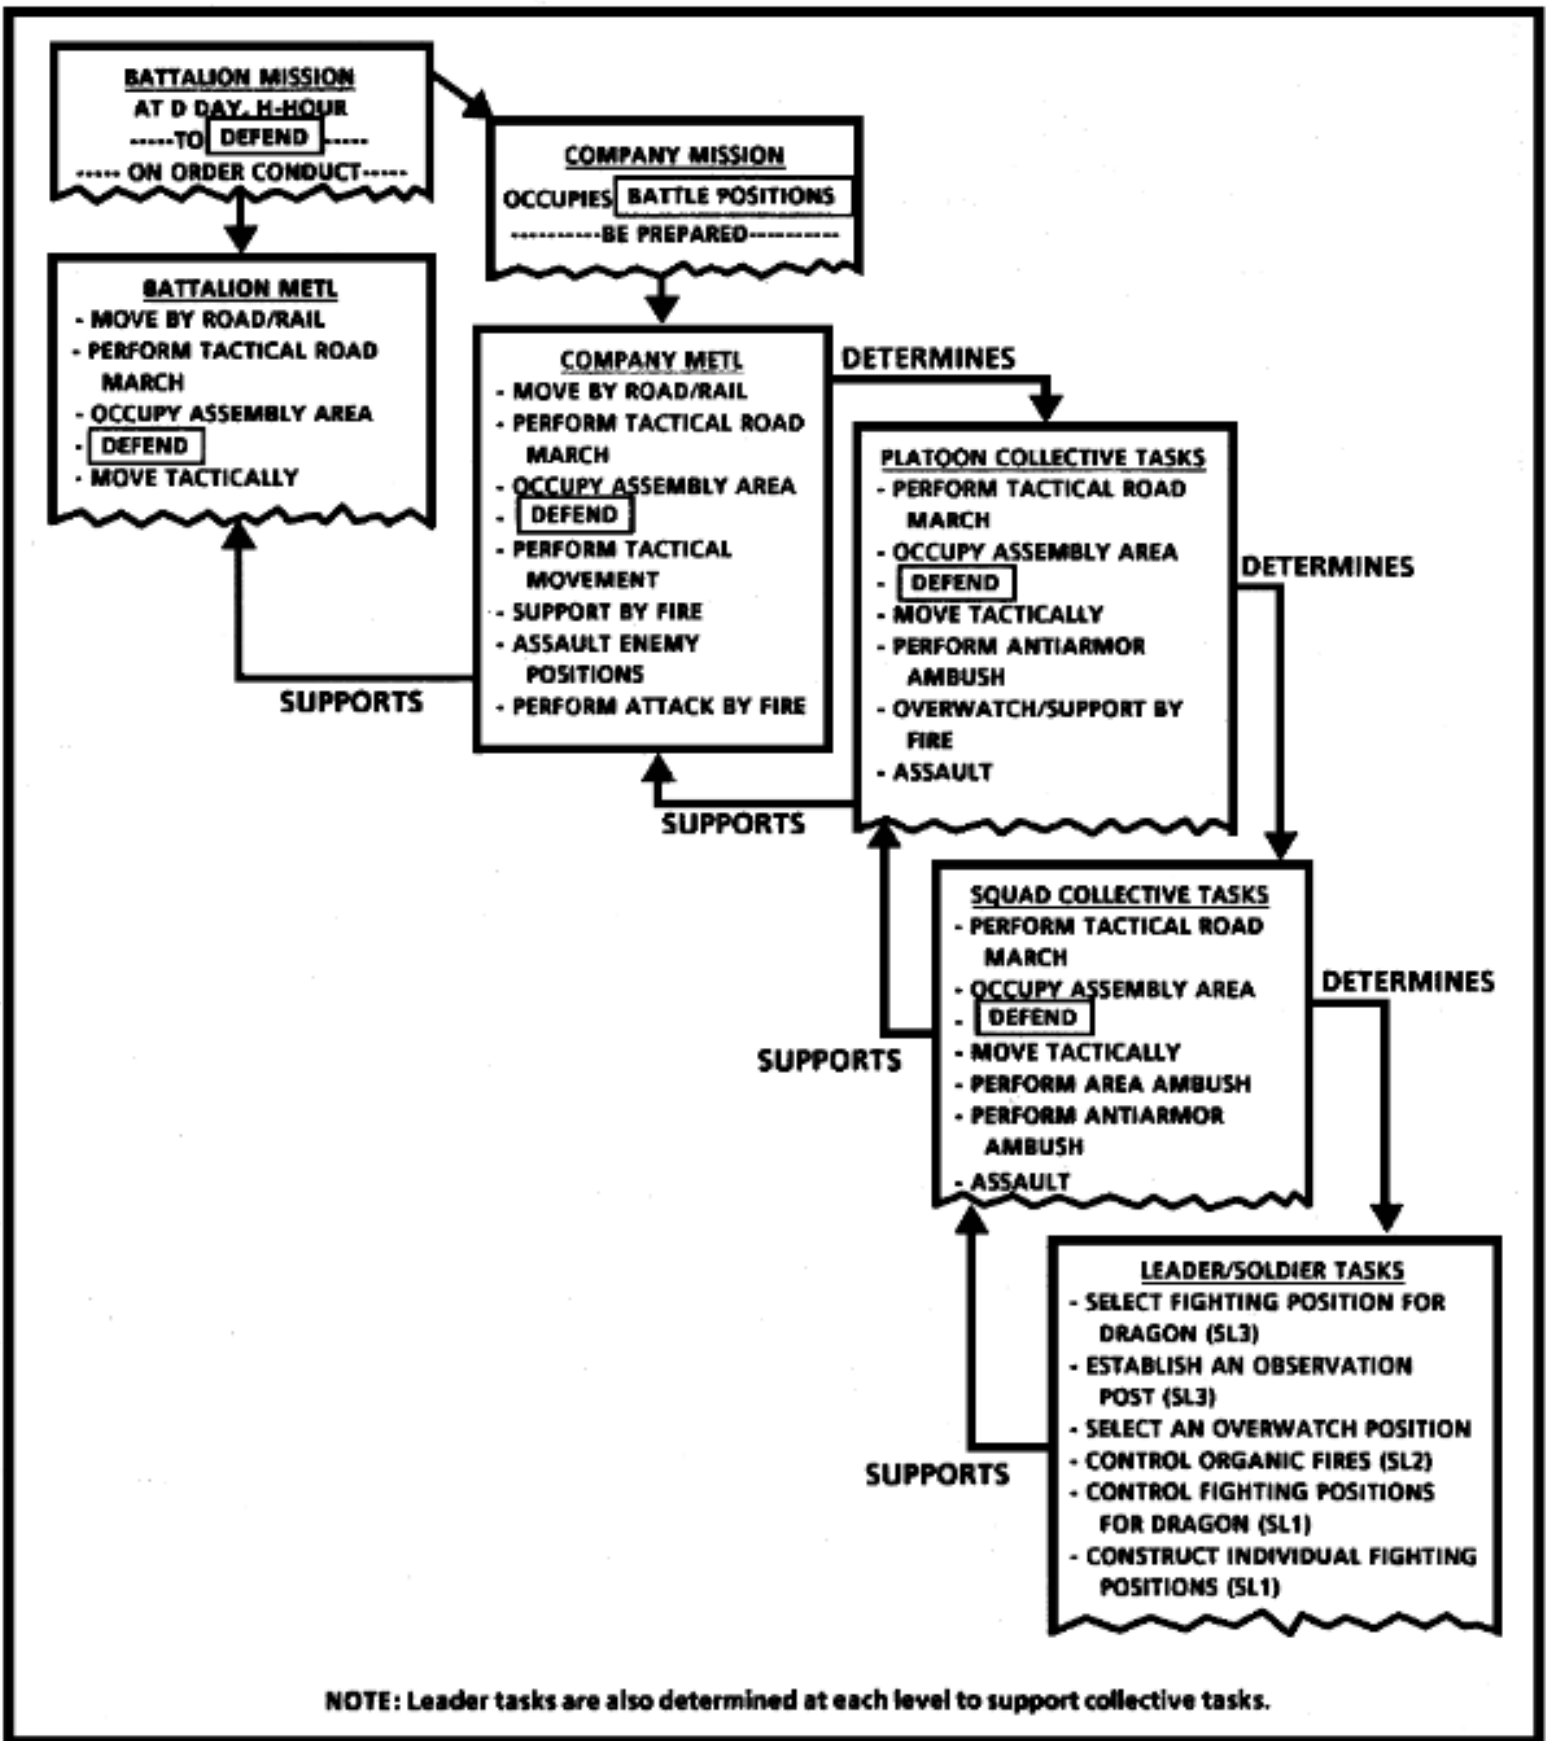 BATTALION MISSION
AT D DAY, H-HOUR
-----TO DEFEND -----
----- ON ORDER CONDUCT-----
COMPANY MISSION
OCCUPIES BATTLE POSITIONS
----------BE PREPARED----------
BATTALION METL
- MOVE BY ROAD/RAIL
- PERFORM TACTICAL ROAD
MARCH
- OCCUPY ASSEMBLY AREA
- DEFEND
- MOVE TACTICALLY
COMPANY METL
- MOVE BY ROAD/RAIL
- PERFORM TACTICAL ROAD
MARCH
- OCCUPY ASSEMBLY AREA
- DEFEND
- PERFORM TACTICAL
MOVEMENT
- SUPPORT BY FIRE
- ASSAULT ENEMY
POSITIONS
- PERFORM ATTACK BY FIRE
DETERMINES
SUPPORTS
PLATOON COLLECTIVE TASKS
- PERFORM TACTICAL ROAD
MARCH
- OCCUPY ASSEMBLY AREA
- DEFEND
- MOVE TACTICALLY
- PERFORM ANTIARMOR
AMBUSH
- OVERWATCH/SUPPORT BY
FIRE
- ASSAULT
DETERMINES
SUPPORTS
SQUAD COLLECTIVE TASKS
- PERFORM TACTICAL ROAD
MARCH
- OCCUPY ASSEMBLY AREA
- DEFEND
- MOVE TACTICALLY
- PERFORM AREA AMBUSH
- PERFORM ANTIARMOR
AMBUSH
- ASSAULT
DETERMINES
SUPPORTS
LEADER/SOLDIER TASKS
- SELECT FIGHTING POSITION FOR
DRAGON (SL3)
- ESTABLISH AN OBSERVATION
POST (SL3)
- SELECT AN OVERWATCH POSITION
- CONTROL ORGANIC FIRES (SL2)
- CONTROL FIGHTING POSITIONS
FOR DRAGON (SL1)
- CONSTRUCT INDIVIDUAL FIGHTING
POSITIONS (SL1)
SUPPORTS
NOTE: Leader tasks are also determined at each level to support collective tasks.